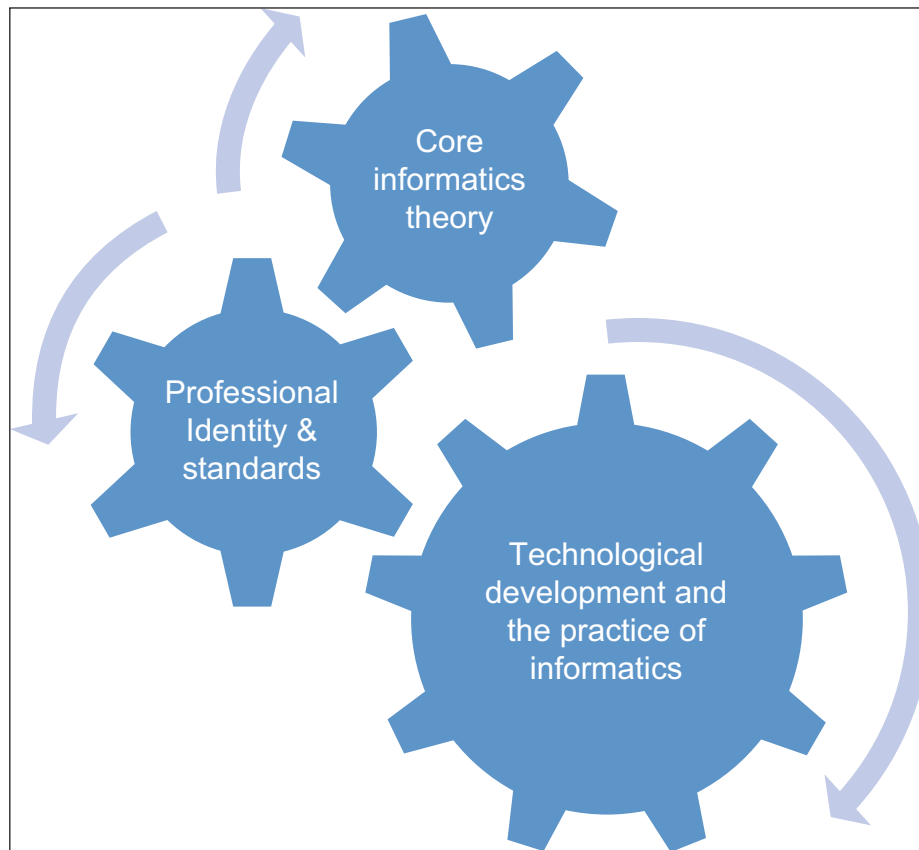 Core
informatics
theory
Professional
Identity &
standards
Technological
development and
the practice of
informatics